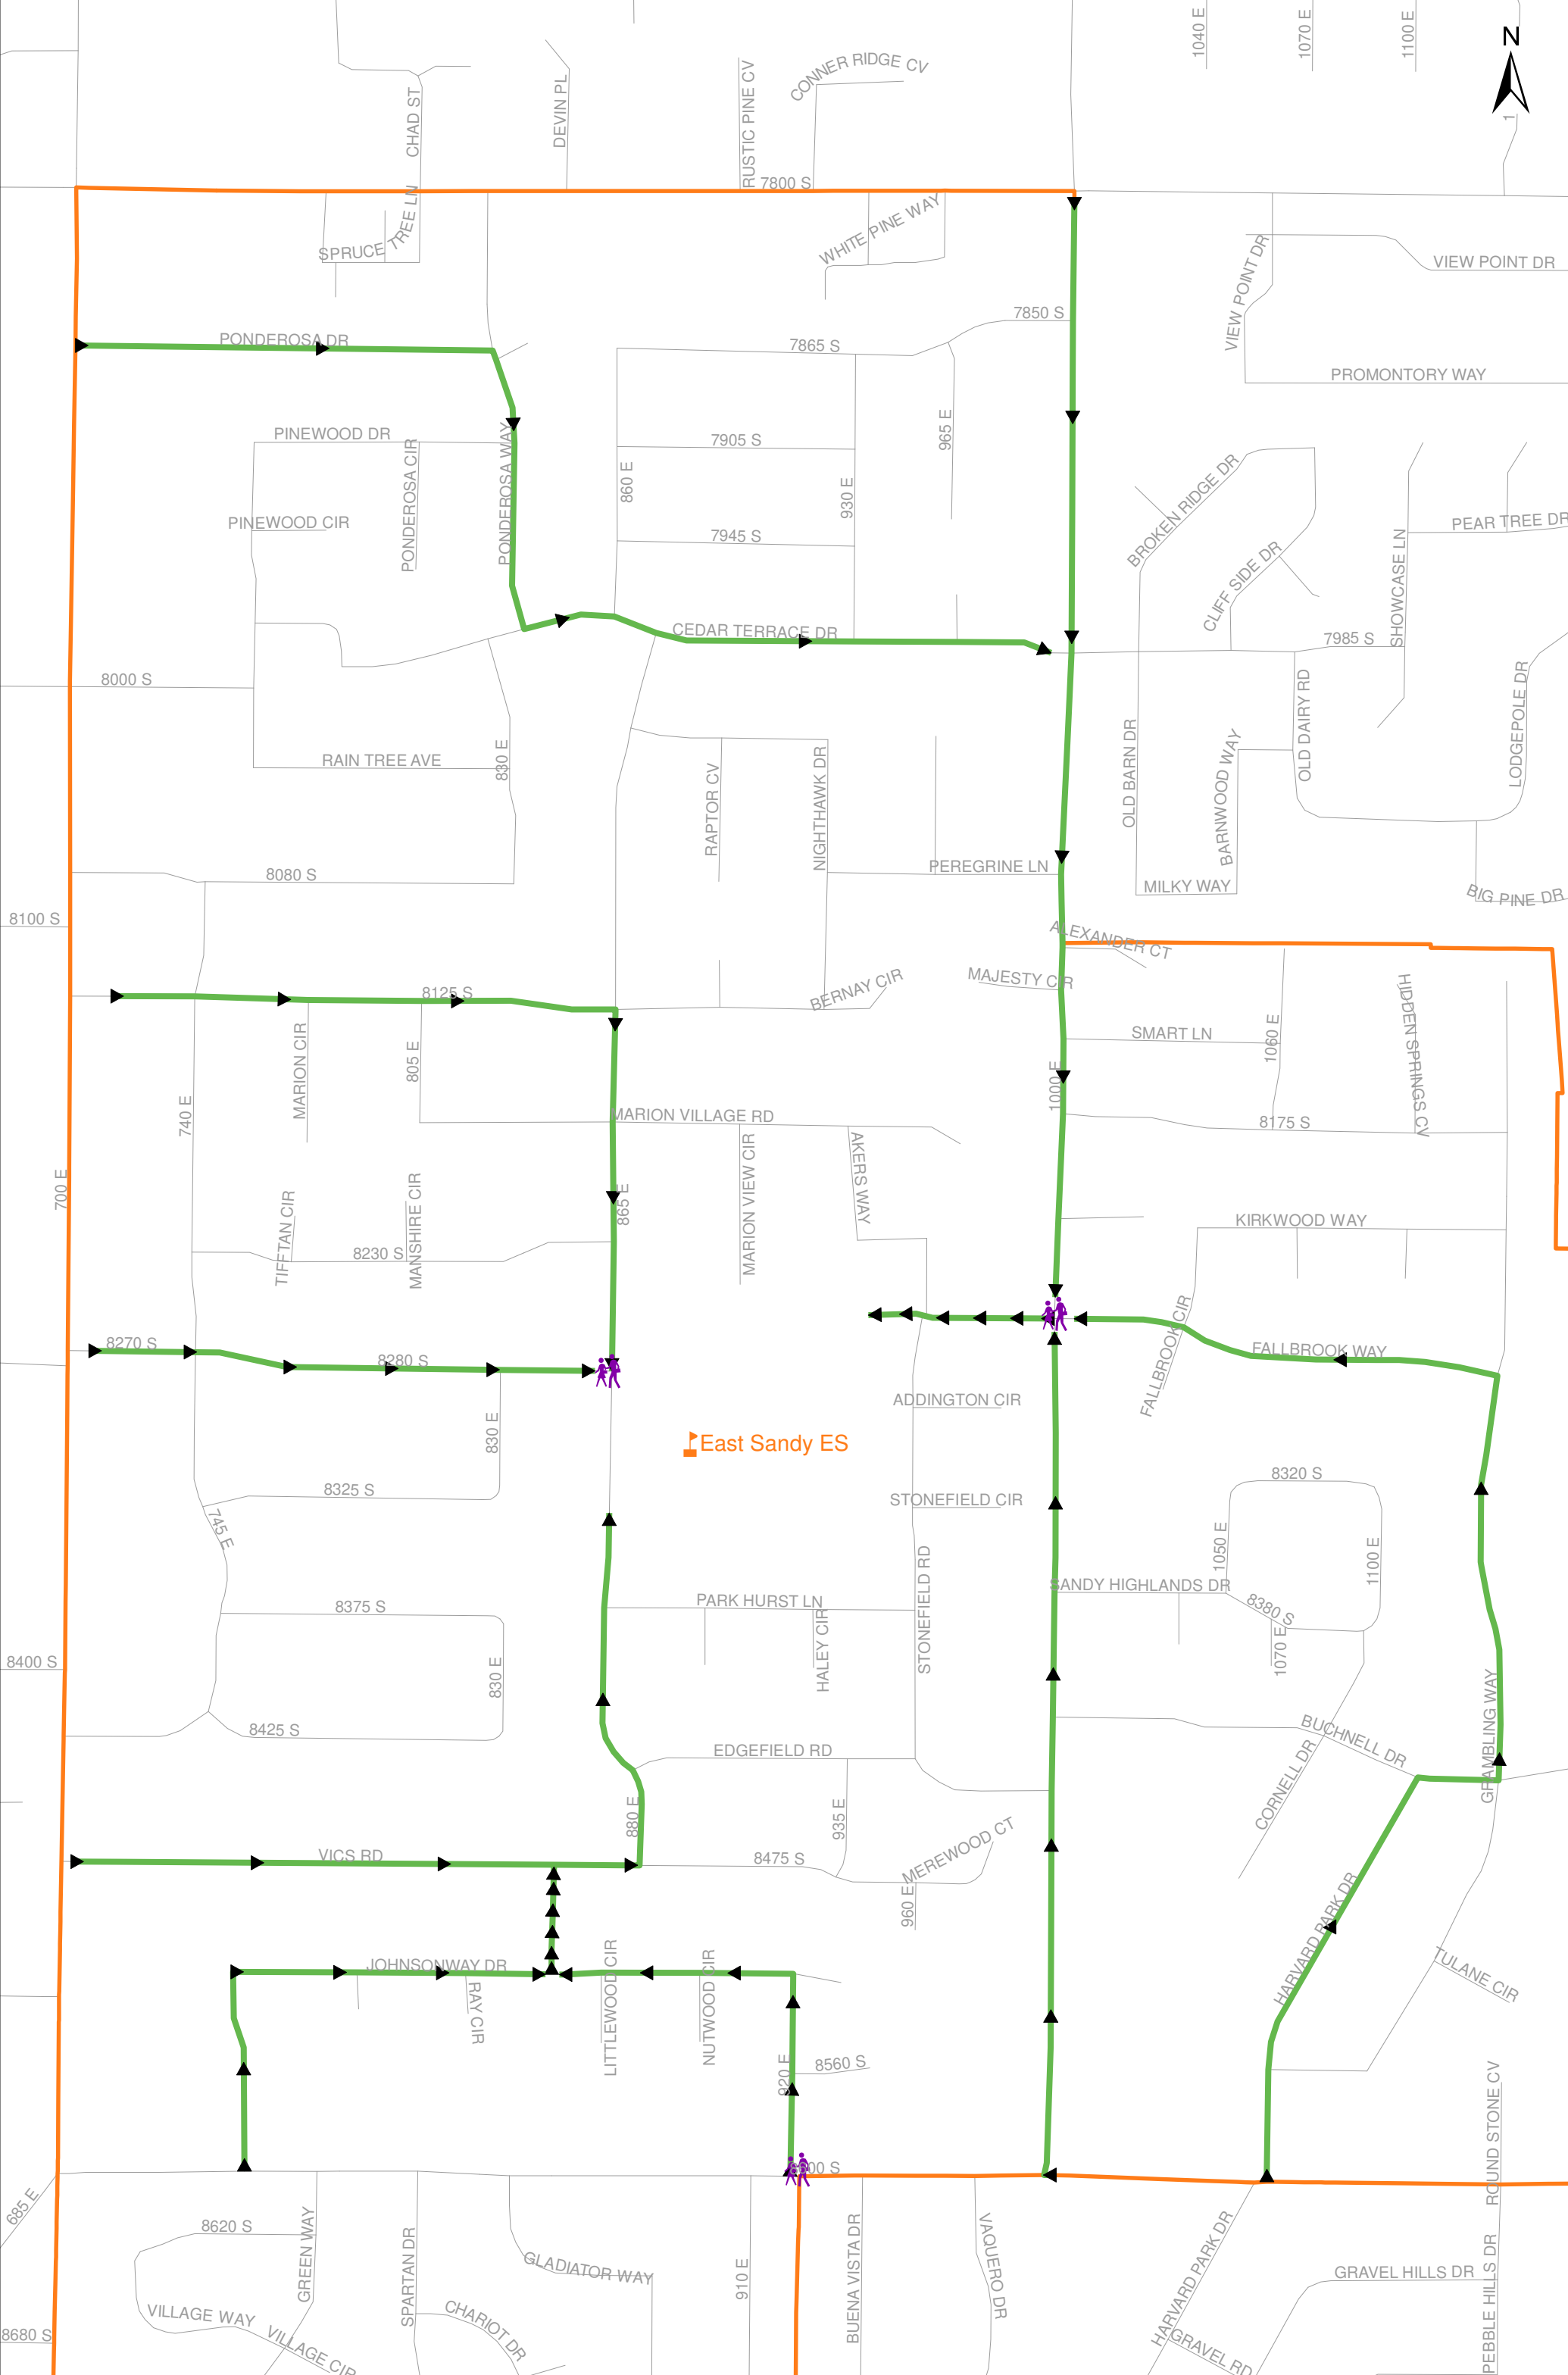 1040 E
1070 E
1100 E
N
CONNER RIDGE CV
RUSTIC PINE CV
DEVIN PL
CHAD ST
1
7800 S
SPRUCE TREE LN
WHITE PINE WAY
VIEW POINT DR
VIEW POINT DR
7850 S
PONDEROSA DR
7865 S
PROMONTORY WAY
PINEWOOD DR
7905 S
965 E
PONDEROSA CIR
PONDEROSA WAY
860 E
930 E
BROKEN RIDGE DR
PINEWOOD CIR
PEAR TREE DR
7945 S
CLIFF SIDE DR
SHOWCASE LN
CEDAR TERRACE DR
7985 S
8000 S
OLD BARN DR
OLD DAIRY RD
LODGEPOLE DR
RAIN TREE AVE
830 E
RAPTOR CV
NIGHTHAWK DR
BARNWOOD WAY
PEREGRINE LN
8080 S
MILKY WAY
BIG PINE DR
8100 S
ALEXANDER CT
BERNAY CIR
MAJESTY CIR
8125 S
HIDDEN SPRINGS CV
SMART LN
1060 E
MARION CIR
805 E
1000 E
740 E
MARION VILLAGE RD
8175 S
700 E
AKERS WAY
TIFFTAN CIR
MANSHIRE CIR
865 E
MARION VIEW CIR
KIRKWOOD WAY
8230 S
8270 S
8280 S
FALLBROOK CIR
FALLBROOK WAY
ADDINGTON CIR
830 E
East Sandy ES
8320 S
8325 S
STONEFIELD CIR
745 E
1050 E
1100 E
STONEFIELD RD
SANDY HIGHLANDS DR
8375 S
PARK HURST LN
8380 S
HALEY CIR
1070 E
8400 S
830 E
GRAMBLING WAY
8425 S
EDGEFIELD RD
BUCHNELL DR
CORNELL DR
880 E
935 E
VICS RD
8475 S
MEREWOOD CT
960 E
HARVARD PARK DR
JOHNSONWAY DR
RAY CIR
LITTLEWOOD CIR
NUTWOOD CIR
TULANE CIR
920 E
8560 S
ROUND STONE CV
00 S
685 E
8620 S
GREEN WAY
SPARTAN DR
GLADIATOR WAY
910 E
BUENA VISTA DR
VAQUERO DR
HARVARD PARK DR
GRAVEL HILLS DR
PEBBLE HILLS DR
VILLAGE WAY
CHARIOT DR
8680 S
VILLAGE CIR
GRAVEL RD